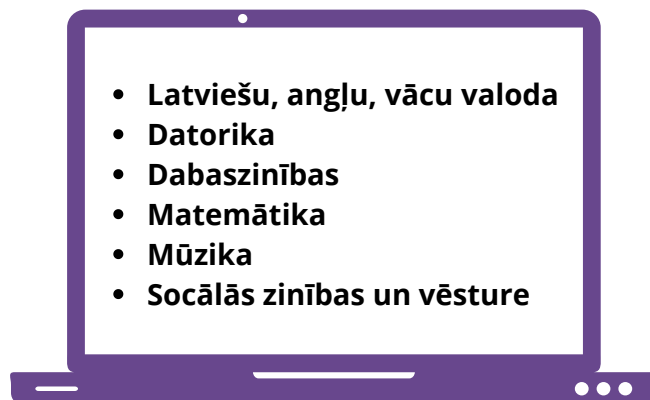 • Latviešu, angļu, vācu valoda
• Datorika
• Dabaszinības
• Matemātika
• Mūzika
• Socālās zinības un vēsture